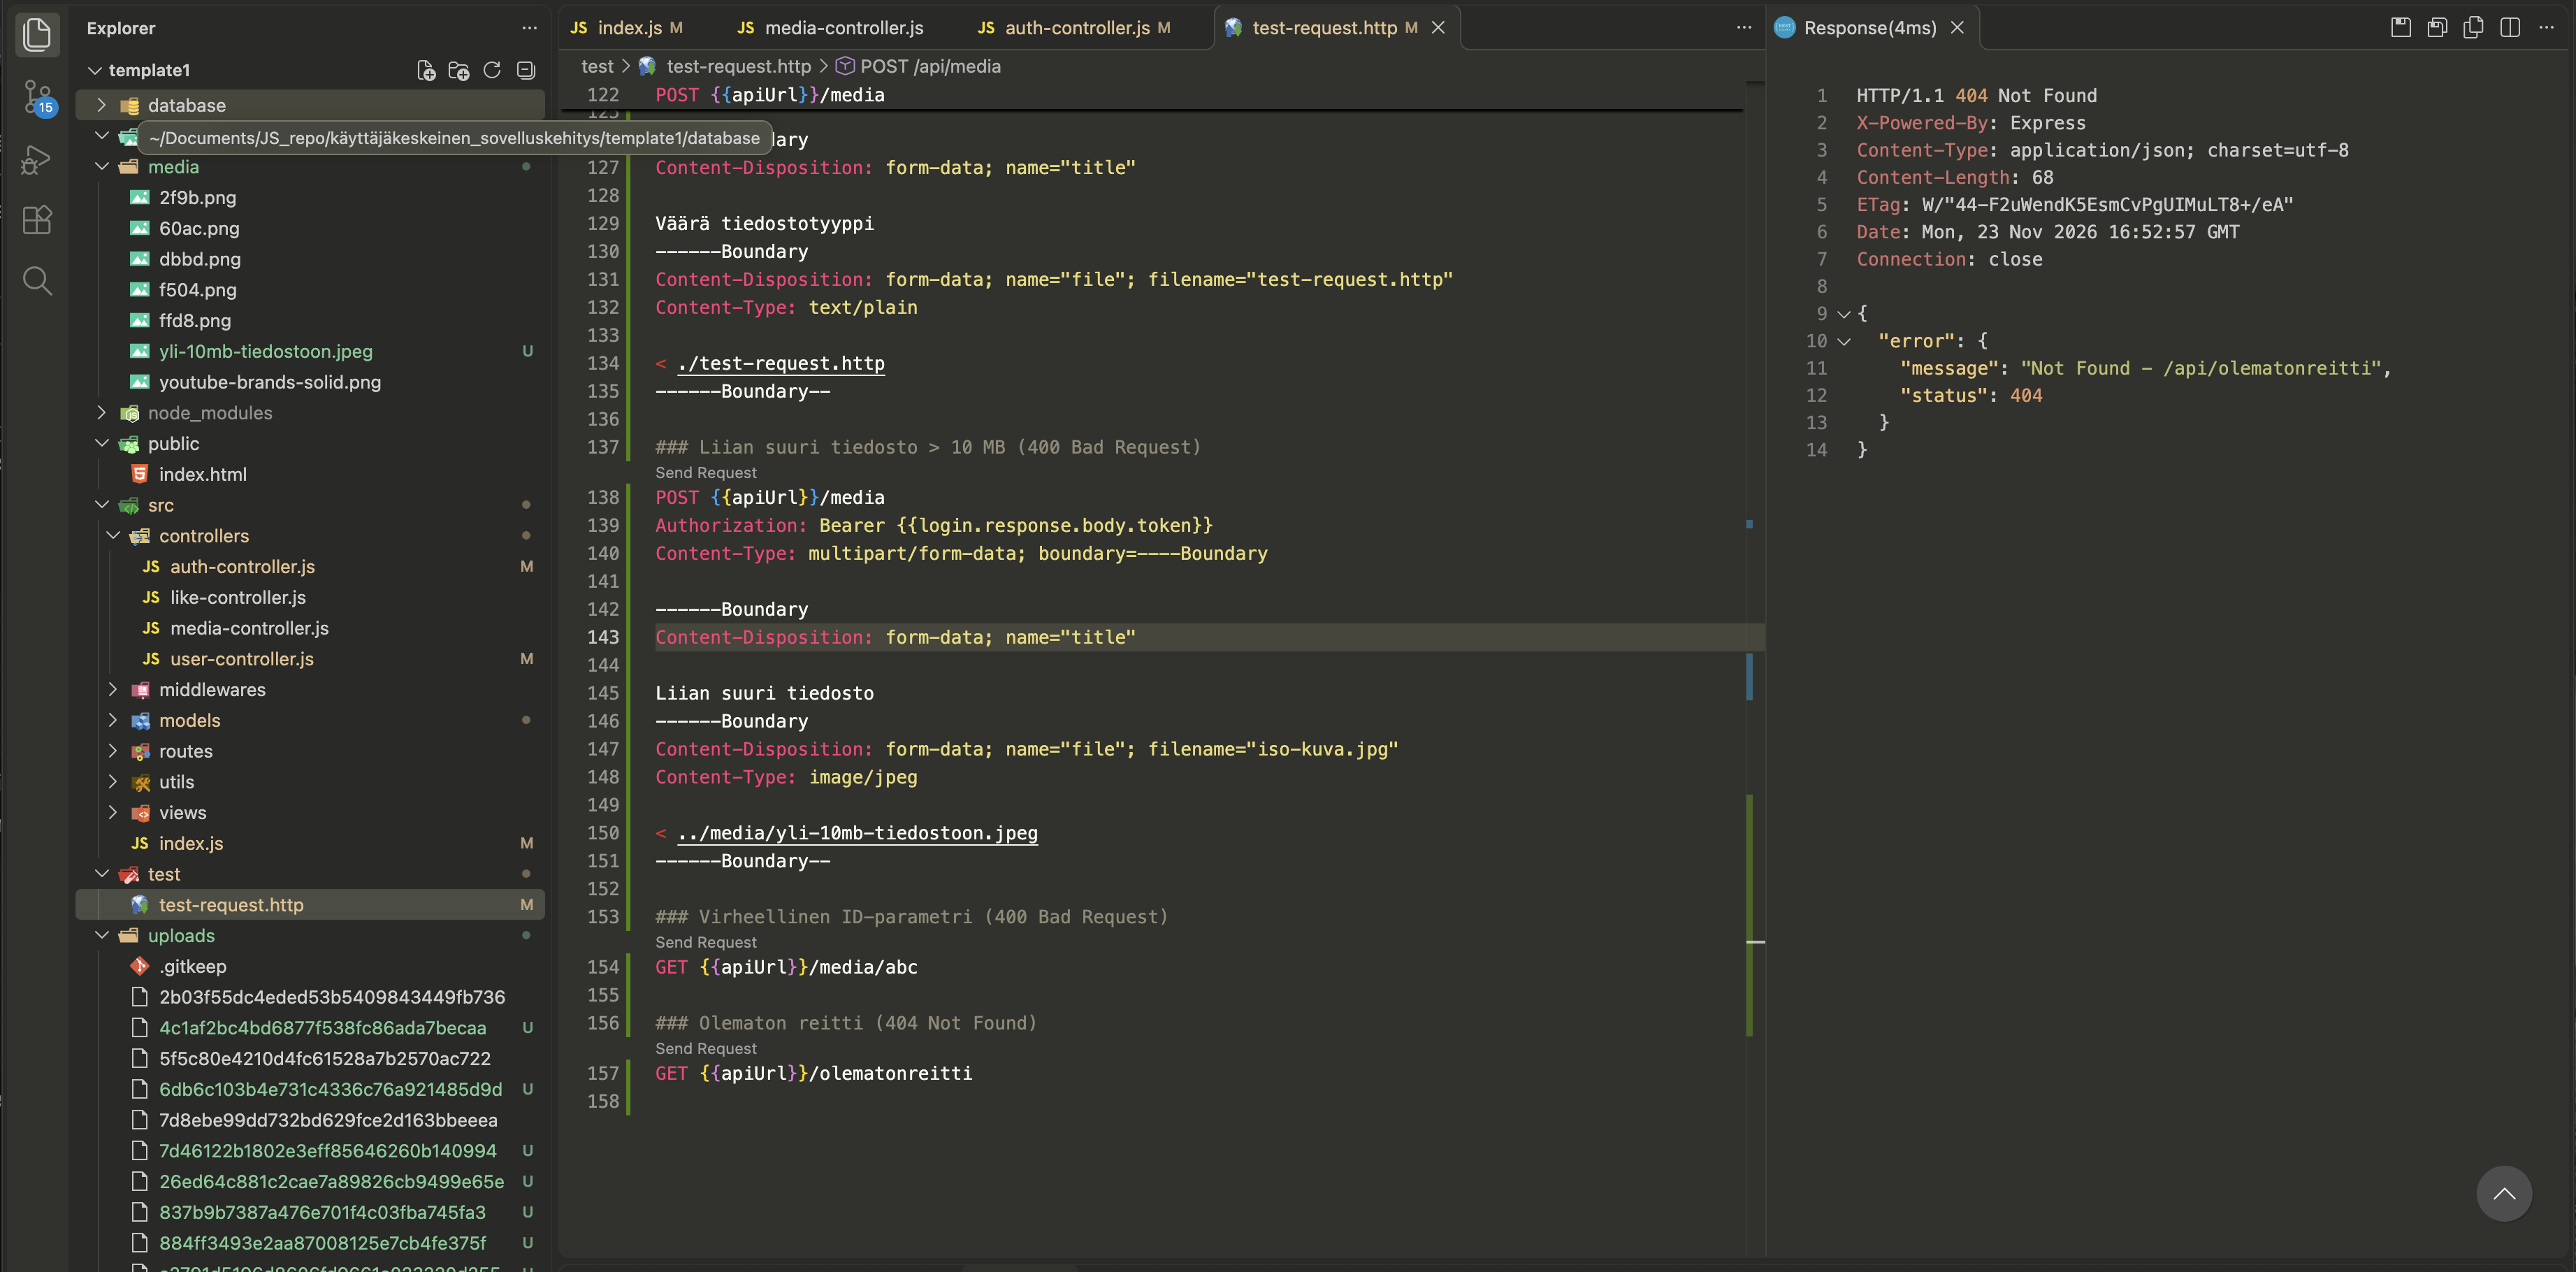 Explorer
template1
database
~/Documents/JS_repo/käyttäjäkeskeinen_sovelluskehitys/template1/database
media
2f9b.png
60ac.png
dbbd.png
f504.png
ffd8.png
yli-10mb-tiedostoon.jpeg U
youtube-brands-solid.png
node_modules
public
index.html
src
controllers
JS auth-controller.js M
JS like-controller.js
JS media-controller.js
JS user-controller.js M
middlewares
models
routes
utils
views
JS index.js M
test
test-request.http M
uploads
.gitkeep
2b03f55dc4eded53b5409843449fb736
4c1af2bc4bd6877f538fc86ada7becaa U
5f5c80e4210d4fc61528a7b2570ac722
6db6c103b4e731c4336c76a921485d9d U
7d8ebe99dd732bd629fce2d163bbeeea
7d46122b1802e3eff85646260b140994 U
26ed64c881c2cae7a89826cb9499e65e U
837b9b7387a476e701f4c03fba745fa3 U
884ff3493e2aa87008125e7cb4fe375f U
15
JS index.js M
JS media-controller.js
JS auth-controller.js M
test-request.http M
test > test-request.http > POST /api/media
122 POST {{apiUrl}}/media
125
lary
127 Content-Disposition: form-data; name="title"
128
129 Väärä tiedostotyyppi
130 ------Boundary
131 Content-Disposition: form-data; name="file"; filename="test-request.http"
132 Content-Type: text/plain
133
134 < ./test-request.http
135 ------Boundary--
136
137 ### Liian suuri tiedosto > 10 MB (400 Bad Request)
Send Request
138 POST {{apiUrl}}/media
139 Authorization: Bearer {{login.response.body.token}}
140 Content-Type: multipart/form-data; boundary=----Boundary
141
142 ------Boundary
143 Content-Disposition: form-data; name="title"
144
145 Liian suuri tiedosto
146 ------Boundary
147 Content-Disposition: form-data; name="file"; filename="iso-kuva.jpg"
148 Content-Type: image/jpeg
149
150 < ../media/yli-10mb-tiedostoon.jpeg
151 ------Boundary--
152
153 ### Virheellinen ID-parametri (400 Bad Request)
Send Request
154 GET {{apiUrl}}/media/abc
155
156 ### Olematon reitti (404 Not Found)
Send Request
157 GET {{apiUrl}}/olematonreitti
158
Response(4ms)
1 HTTP/1.1 404 Not Found
2 X-Powered-By: Express
3 Content-Type: application/json; charset=utf-8
4 Content-Length: 68
5 ETag: W/"44-F2uWendK5EsmCvPgUIMuLT8+/eA"
6 Date: Mon, 23 Nov 2026 16:52:57 GMT
7 Connection: close
8
9 {
10 "error": {
11 "message": "Not Found - /api/olematonreitti",
12 "status": 404
13 }
14 }